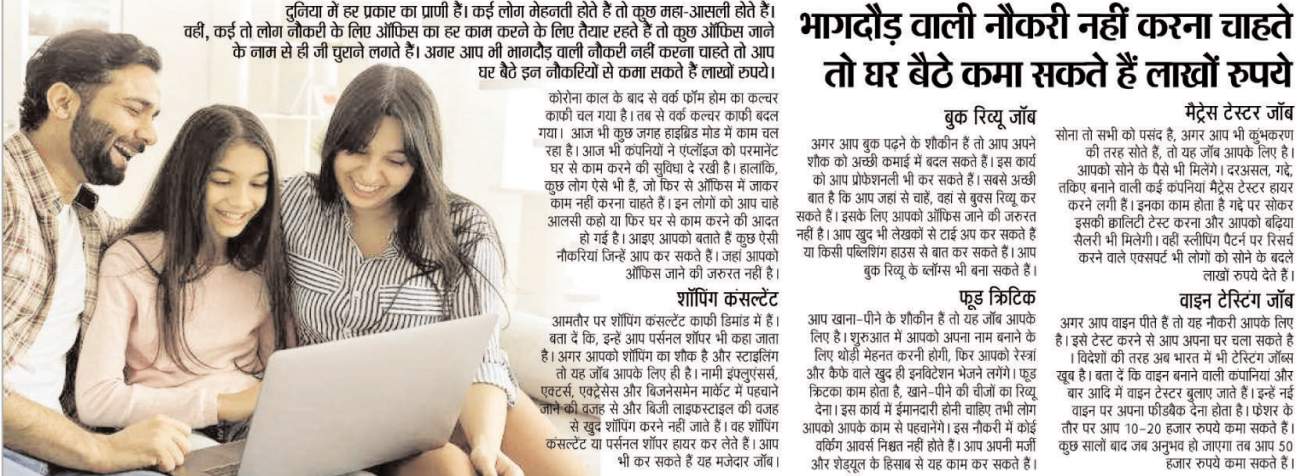 दुनिया में हर प्रकार का प्राणी हैं। कई लोग मेहनती होते हैं तो कुछ महा-आसली होते हैं।
वहीं, कई तो लोग नौकरी के लिए ऑफिस का हर काम करने के लिए तैयार रहते हैं तो कुछ ऑफिस जाने
के नाम से ही जी चुराने लगते हैं। अगर आप भी भागदौड़ वाली नौकरी नहीं करना चाहते तो आप
घर बैठे इन नौकरियों से कमा सकते हैं लाखों रुपये।
भागदौड़ वाली नौकरी नहीं करना चाहते
तो घर बैठे कमा सकते हैं लाखों रुपये
कोरोना काल के बाद से वर्क फॉम होम का कल्चर
काफी चल गया है। तब से वर्क कल्चर काफी बदल
गया। आज भी कुछ जगह हाइब्रिड मोड में काम चल
रहा है। आज भी कंपनियों ने एंप्लॉइज को परमानेंट
घर से काम करने की सुविधा दे रखी है। हालांकि,
कुछ लोग ऐसे भी हैं, जो फिर से ऑफिस में जाकर
काम नहीं करना चाहते हैं। इन लोगों को आप चाहे
आलसी कहो या फिर घर से काम करने की आदत
हो गई है। आइए आपको बताते हैं कुछ ऐसी
नौकरियां जिन्हें आप कर सकते हैं। जहां आपको
ऑफिस जाने की जरुरत नहीं है।
शॉपिंग कंसल्टेंट
आमतौर पर शॉपिंग कंसल्टेंट काफी डिमांड में हैं।
बता दें कि, इन्हें आप पर्सनल शॉपर भी कहा जाता
है। अगर आपको शॉपिंग का शौक है और स्टाइलिंग
तो यह जॉब आपके लिए ही है। नामी इंफ्लुएंसर्स,
एक्टर्स, एक्ट्रेसेस और बिजनेसमेन मार्केट में पहचाने
जाने की वजह से और बिजी लाइफस्टाइल की वजह
से खुद शॉपिंग करने नहीं जाते हैं। वह शॉपिंग
कंसल्टेंट या पर्सनल शॉपर हायर कर लेते हैं। आप
भी कर सकते हैं यह मजेदार जॉब।
बुक रिव्यू जॉब
अगर आप बुक पढ़ने के शौकीन हैं तो आप अपने
शौक को अच्छी कमाई में बदल सकते हैं। इस कार्य
को आप प्रोफेशनली भी कर सकते हैं। सबसे अच्छी
बात है कि आप जहां से चाहें, वहां से बुक्स रिव्यू कर
सकते हैं। इसके लिए आपको ऑफिस जाने की जरुरत
नहीं है। आप खुद भी लेखकों से टाई अप कर सकते हैं
या किसी पब्लिशिंग हाउस से बात कर सकते हैं। आप
बुक रिव्यू के ब्लॉग्स भी बना सकते हैं।
फूड क्रिटिक
आप खाना-पीने के शौकीन हैं तो यह जॉब आपके
लिए है। शुरुआत में आपको अपना नाम बनाने के
लिए थोड़ी मेहनत करनी होगी, फिर आपको रेस्त्रां
और कैफे वाले खुद ही इनविटेशन भेजने लगेंगे। फूड
क्रिटका काम होता है, खाने-पीने की चीजों का रिव्यू
देना। इस कार्य में ईमानदारी होनी चाहिए तभी लोग
आपको आपके काम से पहचानेंगे। इस नौकरी में कोई
वर्किंग आवर्स निश्चत नहीं होते हैं। आप अपनी मर्जी
और शेड्यूल के हिसाब से यह काम कर सकते हैं।
मैट्रेस टेस्टर जॉब
सोना तो सभी को पसंद है, अगर आप भी कुंभकरण
की तरह सोते हैं, तो यह जॉब आपके लिए है।
आपको सोने के पैसे भी मिलेंगे। दरअसल, गद्दे,
तकिए बनाने वाली कई कंपनियां मैट्रेस टेस्टर हायर
करने लगी हैं। इनका काम होता है गद्दे पर सोकर
इसकी क्वालिटी टेस्ट करना और आपको बढ़िया
सैलरी भी मिलेगी। वही स्लीपिंग पैटर्न पर रिसर्च
करने वाले एक्सपर्ट भी लोगों को सोने के बदले
लाखों रुपये देते हैं।
वाइन टेस्टिंग जॉब
अगर आप वाइन पीते हैं तो यह नौकरी आपके लिए
है। इसे टेस्ट करने से आप अपना घर चला सकते है
। विदेशों की तरह अब भारत में भी टेस्टिंग जॉब्स
खूब है। बता दें कि वाइन बनाने वाली कंपानियां और
बार आदि में वाइन टेस्टर बुलाए जाते हैं। इन्हें नई
वाइन पर अपना फीडबैक देना होता है। फेशर के
तौर पर आप 10-20 हजार रुपये कमा सकते हैं।
कुछ सालों बाद जब अनुभव हो जाएगा तब आप 50
हजार रुपये कमा सकते हैं।